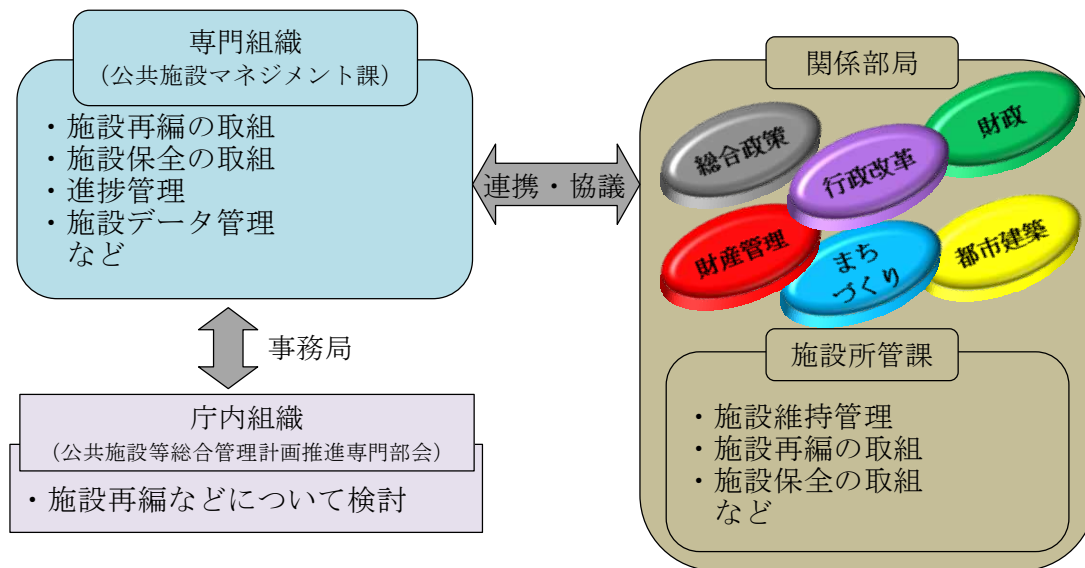 専門組織
（公共施設マネジメント課）
・施設再編の取組
・施設保全の取組
・進捗管理
・施設データ管理
など
連携・協議
事務局
庁内組織
（公共施設等総合管理計画推進専門部会）
・施設再編などについて検討
関係部局
総合政策
行政改革
財政
財産管理
まち
づくり
都市建築
施設所管課
・施設維持管理
・施設再編の取組
・施設保全の取組
など